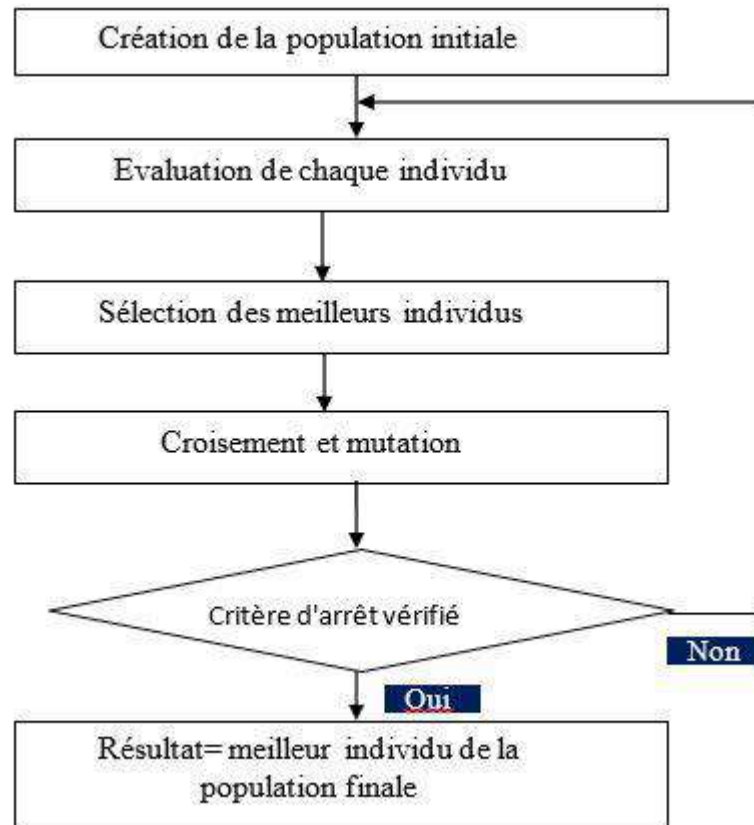 Création de la population initiale
Evaluation de chaque individu
Sélection des meilleurs individus
Croisement et mutation
Critère d'arrêt vérifié
Non
Oui
Résultat= meilleur individu de la
population finale